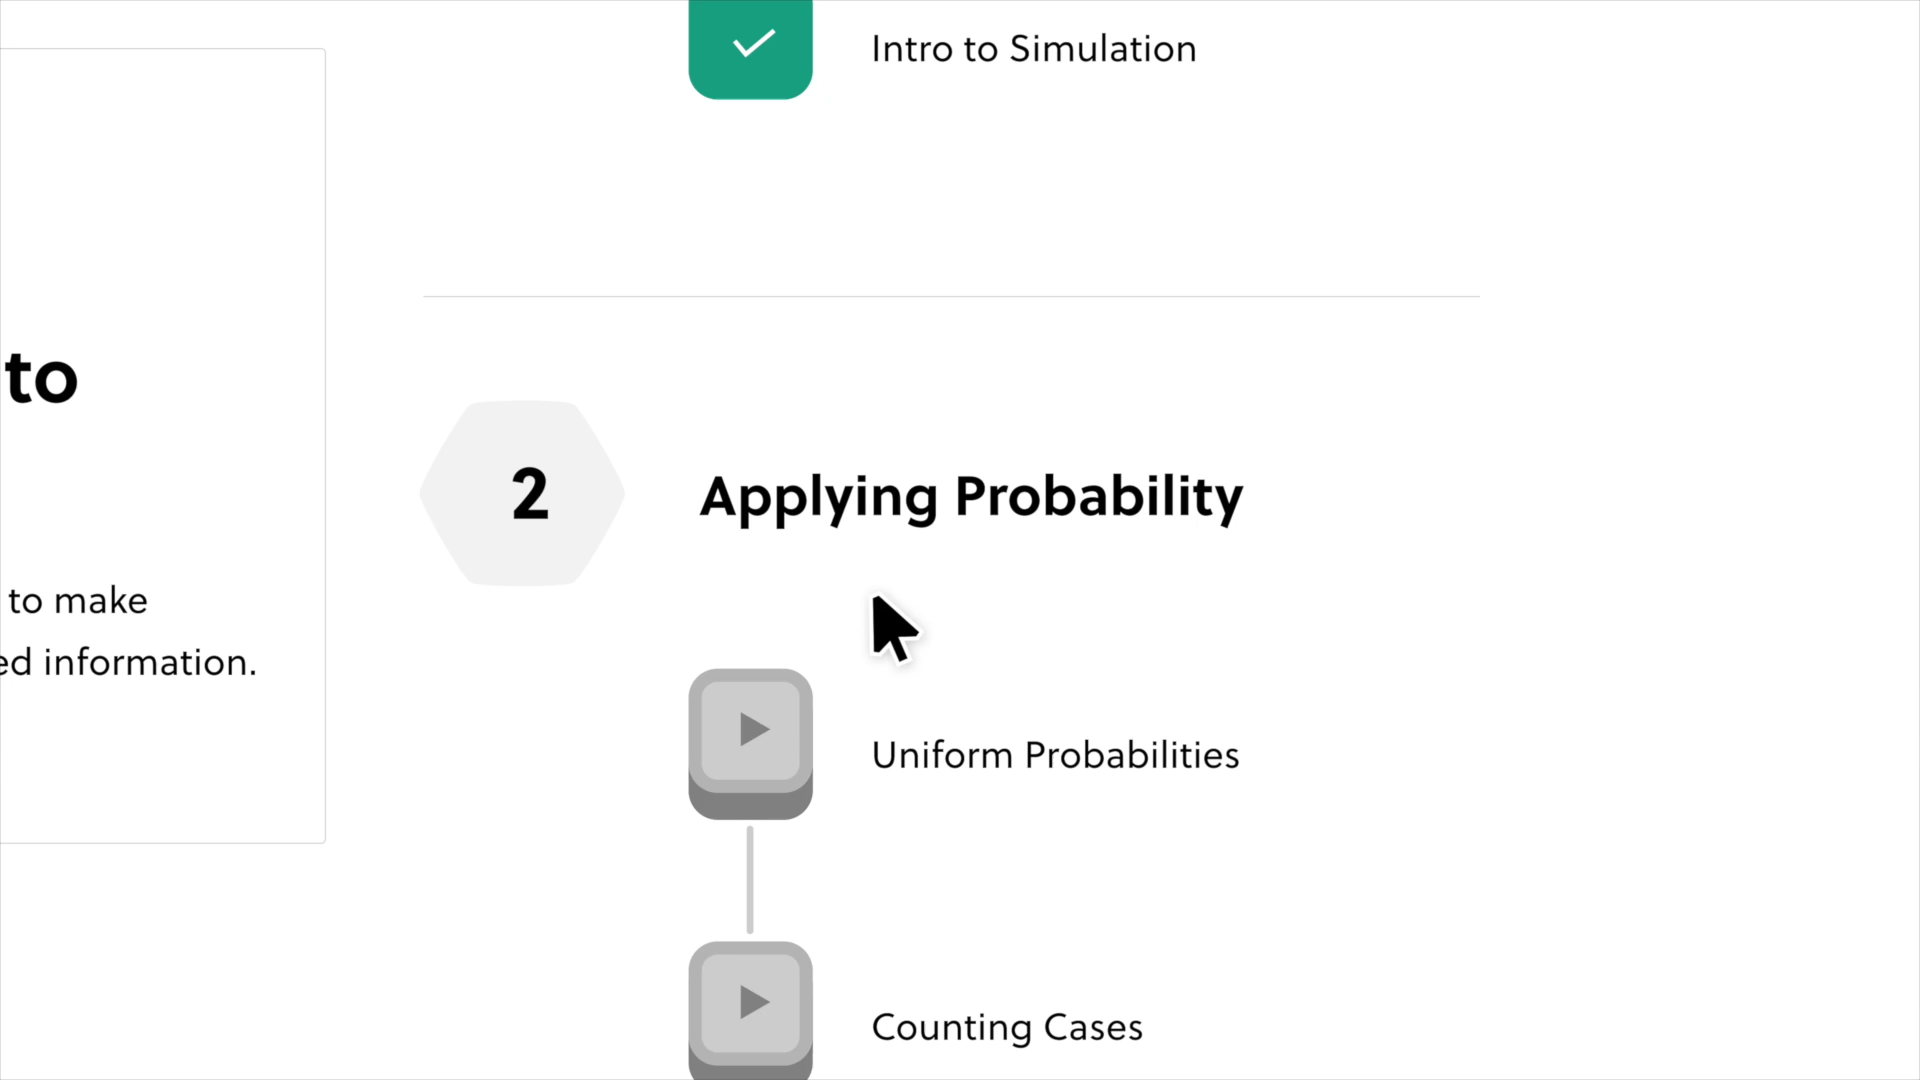 Intro to Simulation
to
to make
ed information.
2
Applying Probability
Uniform Probabilities
Counting Cases